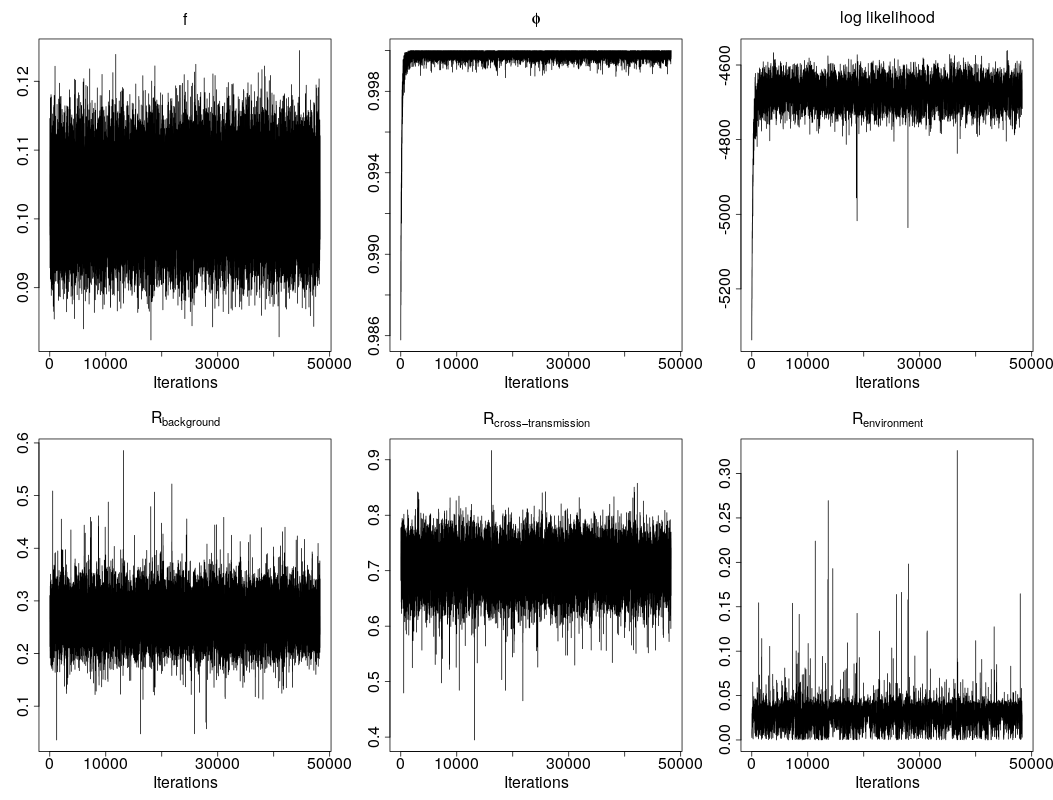 f
0.09 0.10 0.11 0.12
0 10000 30000 50000
Iterations
ϕ
0.986 0.990 0.994 0.998
0 10000 30000 50000
Iterations
log likelihood
-5200 -5000 -4800 -4600
0 10000 30000 50000
Iterations
Rbackground
0.1 0.2 0.3 0.4 0.5 0.6
0 10000 30000 50000
Iterations
Rcross−transmission
0.4 0.5 0.6 0.7 0.8 0.9
0 10000 30000 50000
Iterations
Renvironment
0.00 0.05 0.10 0.15 0.20 0.25 0.30
0 10000 30000 50000
Iterations